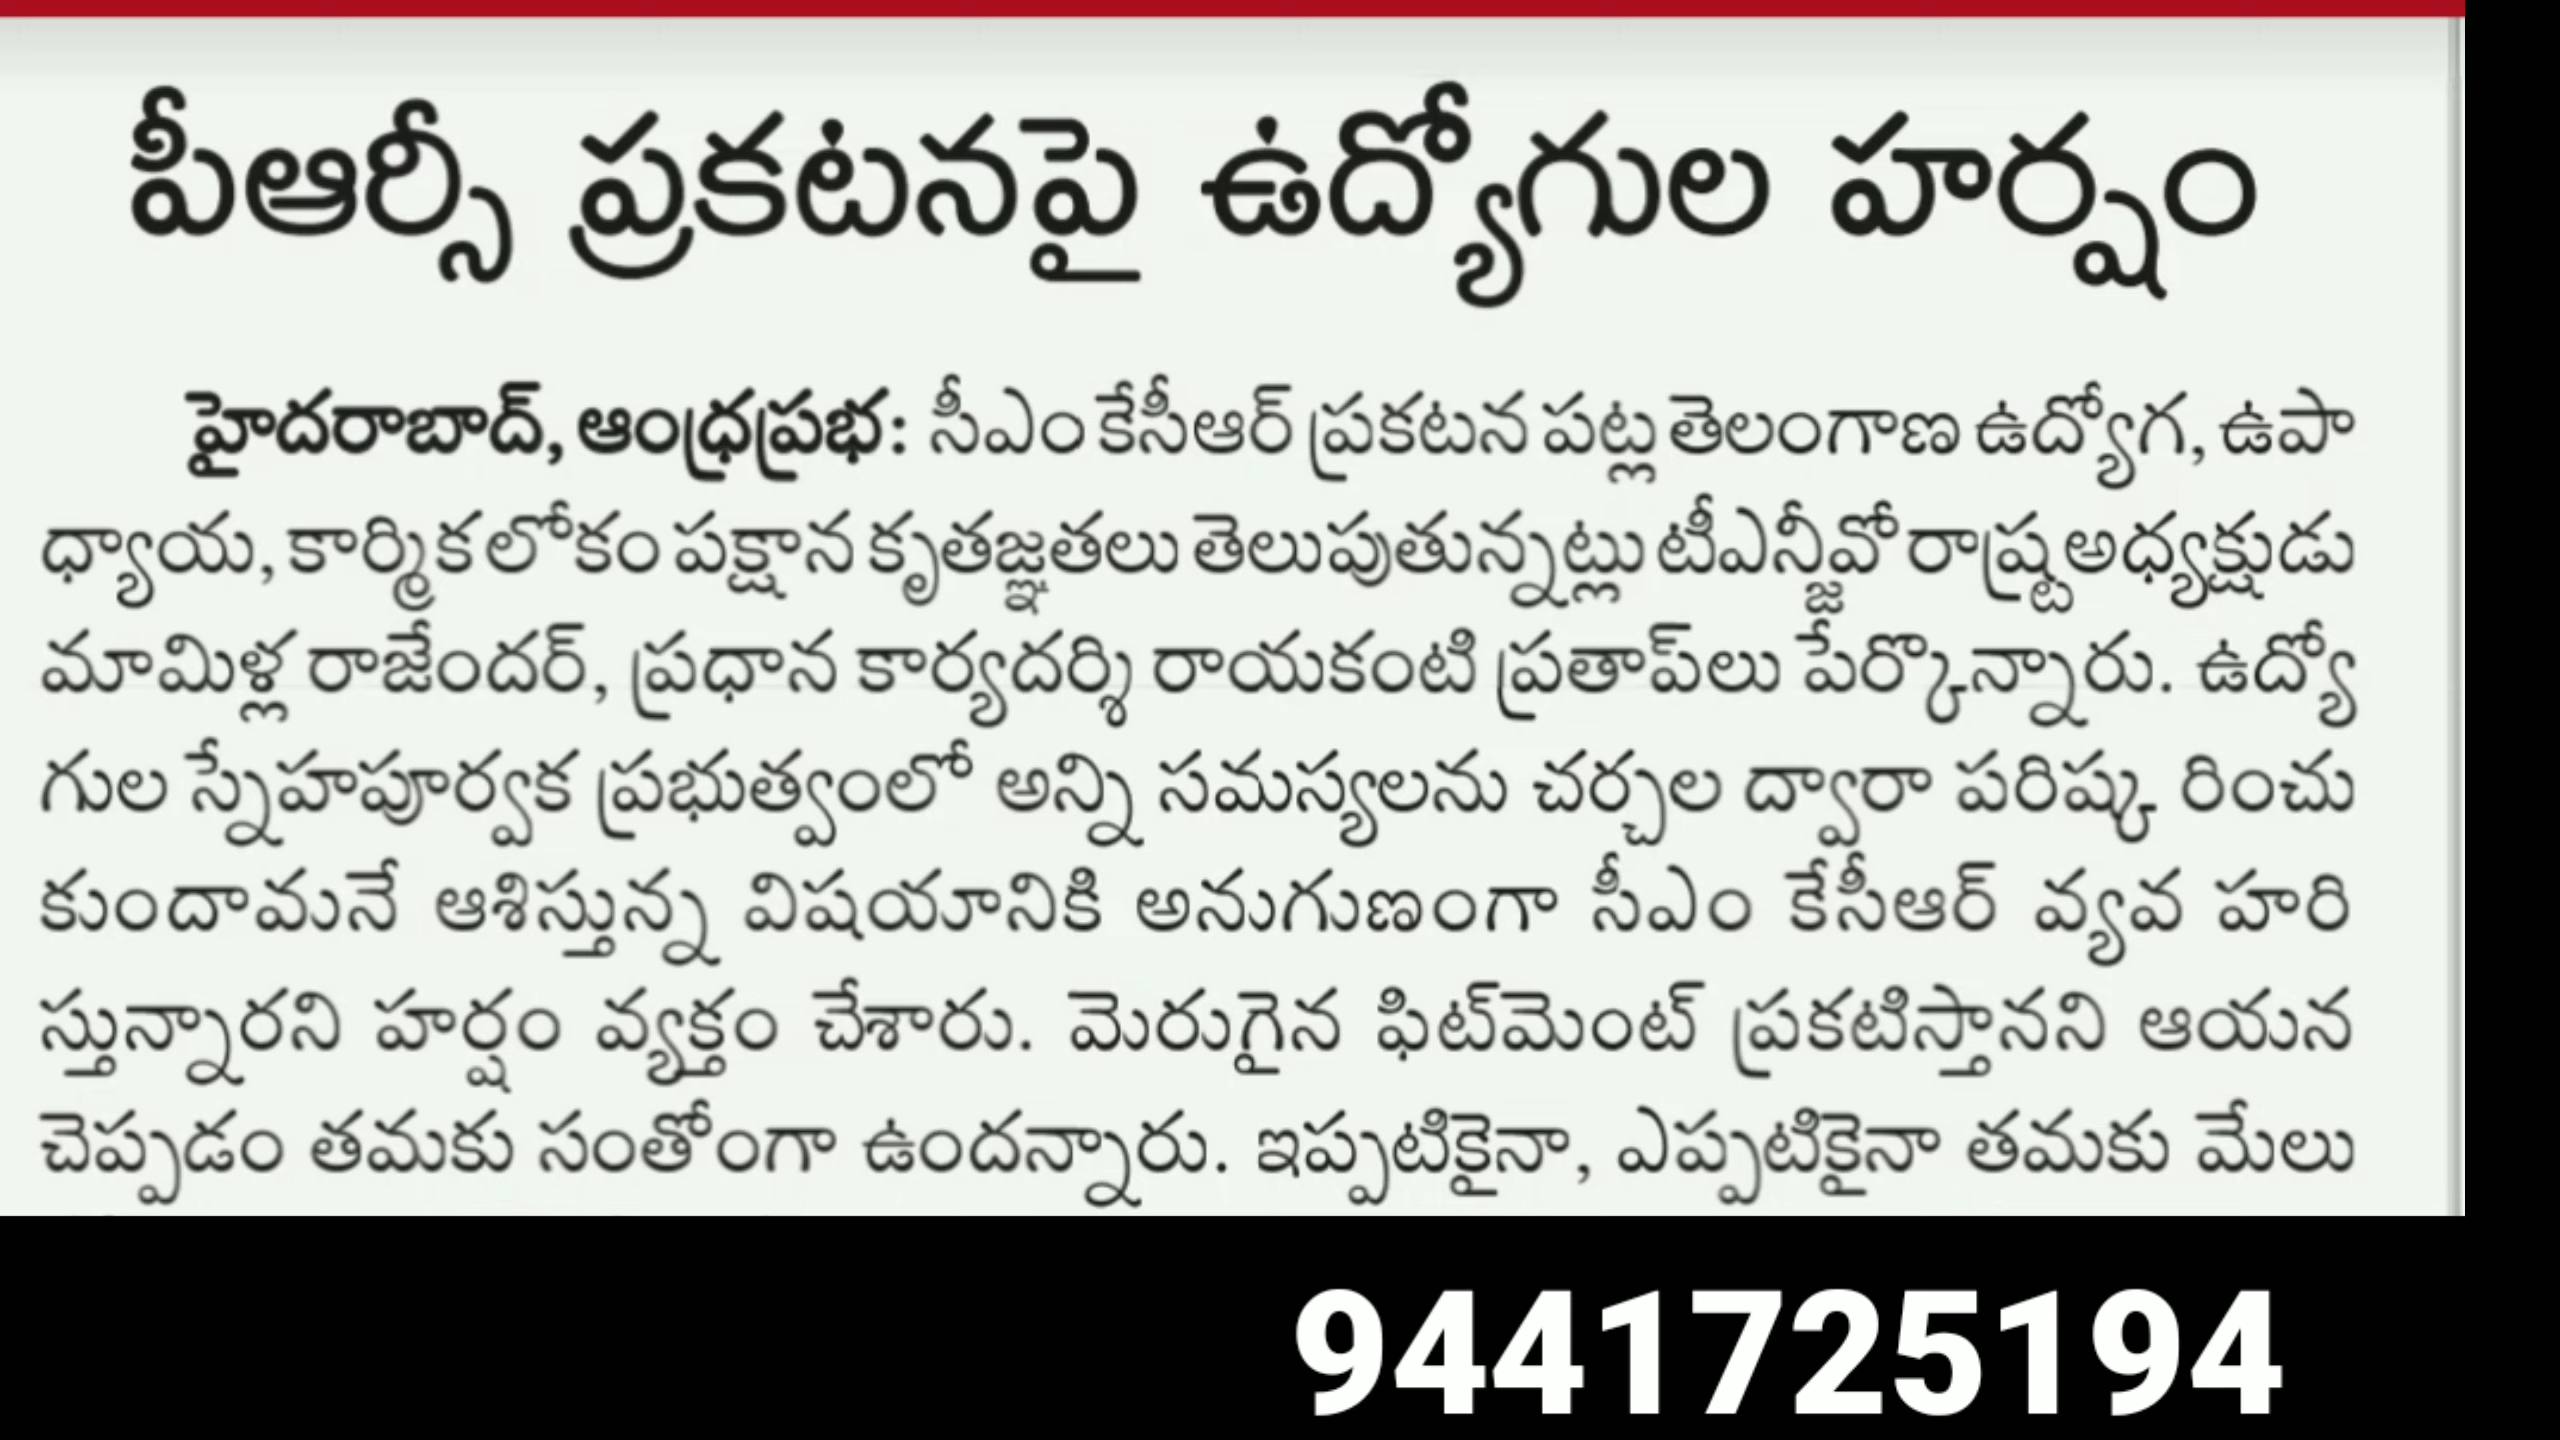 పీఆర్సీ ప్రకటనపై ఉద్యోగుల హర్షం
హైదరాబాద్, ఆంధ్రప్రభ: సీఎం కేసీఆర్ ప్రకటన పట్ల తెలంగాణ ఉద్యోగ, ఉపా
ధ్యాయ, కార్మిక లోకం పక్షాన కృతజ్ఞతలు తెలుపుతున్నట్లు టీఎన్జీవో రాష్ట్ర అధ్యక్షుడు
మామిళ్ల రాజేందర్, ప్రధాన కార్యదర్శి రాయకంటి ప్రతాప్‌లు పేర్కొన్నారు. ఉద్యో
గుల స్నేహపూర్వక ప్రభుత్వంలో అన్ని సమస్యలను చర్చల ద్వారా పరిష్క రించు
కుందామనే ఆశిస్తున్న విషయానికి అనుగుణంగా సీఎం కేసీఆర్ వ్యవ హరి
స్తున్నారని హర్షం వ్యక్తం చేశారు. మెరుగైన ఫిట్‌మెంట్ ప్రకటిస్తానని ఆయన
చెప్పడం తమకు సంతోంగా ఉందన్నారు. ఇప్పటికైనా, ఎప్పటికైనా తమకు మేలు
9441725194